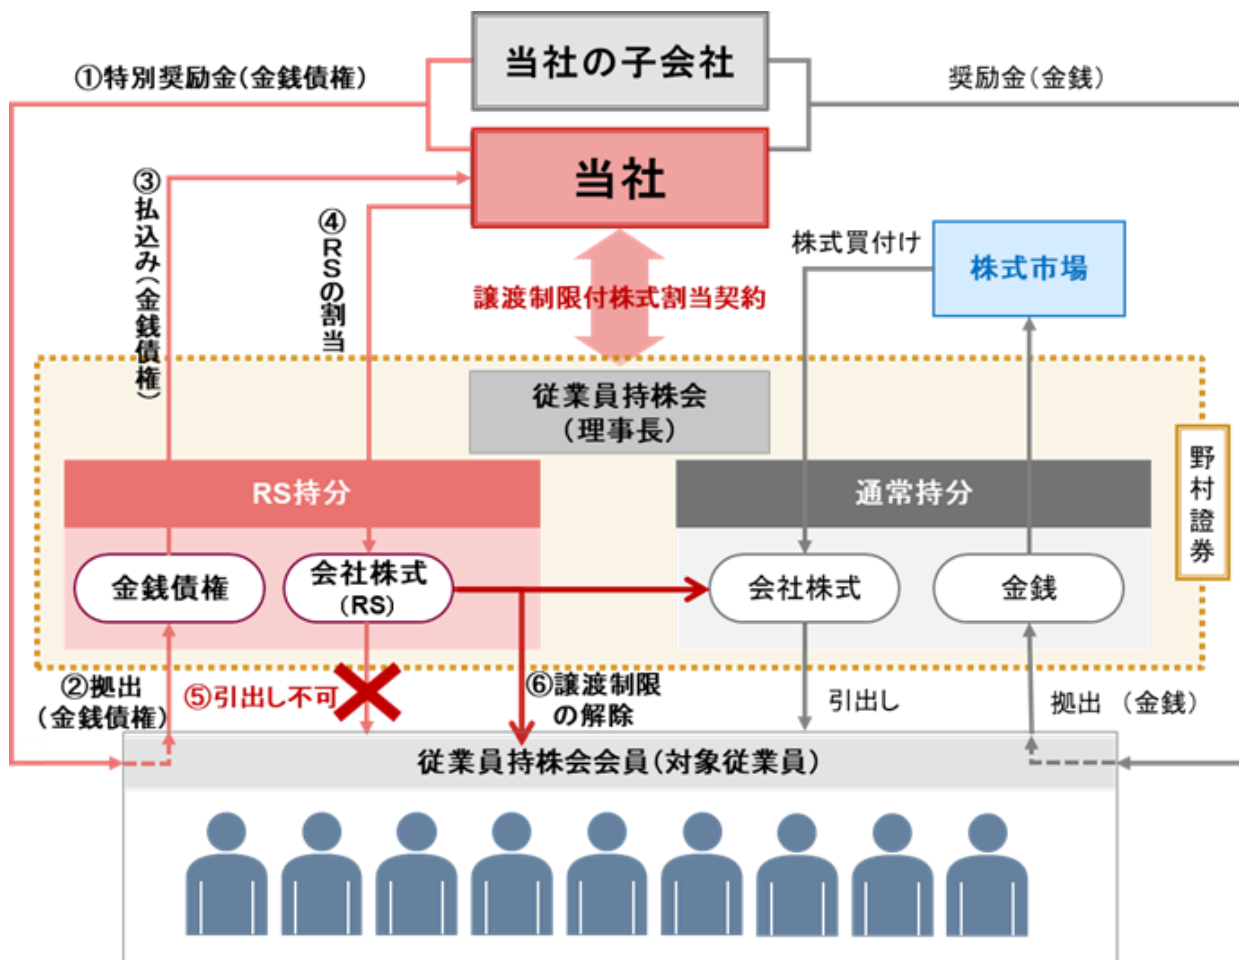 当社の子会社
①特別奨励金(金銭債権)
奨励金(金銭)
当社
③払込み(金銭債権)
④RSの割当
株式買付け
株式市場
譲渡制限付株式割当契約
従業員持株会
(理事長)
野村證券
RS持分
通常持分
金銭債権
会社株式
(RS)
会社株式
金銭
②拠出
(金銭債権)
⑤引出し不可
⑥譲渡制限
の解除
引出し
拠出 (金銭)
従業員持株会会員(対象従業員)